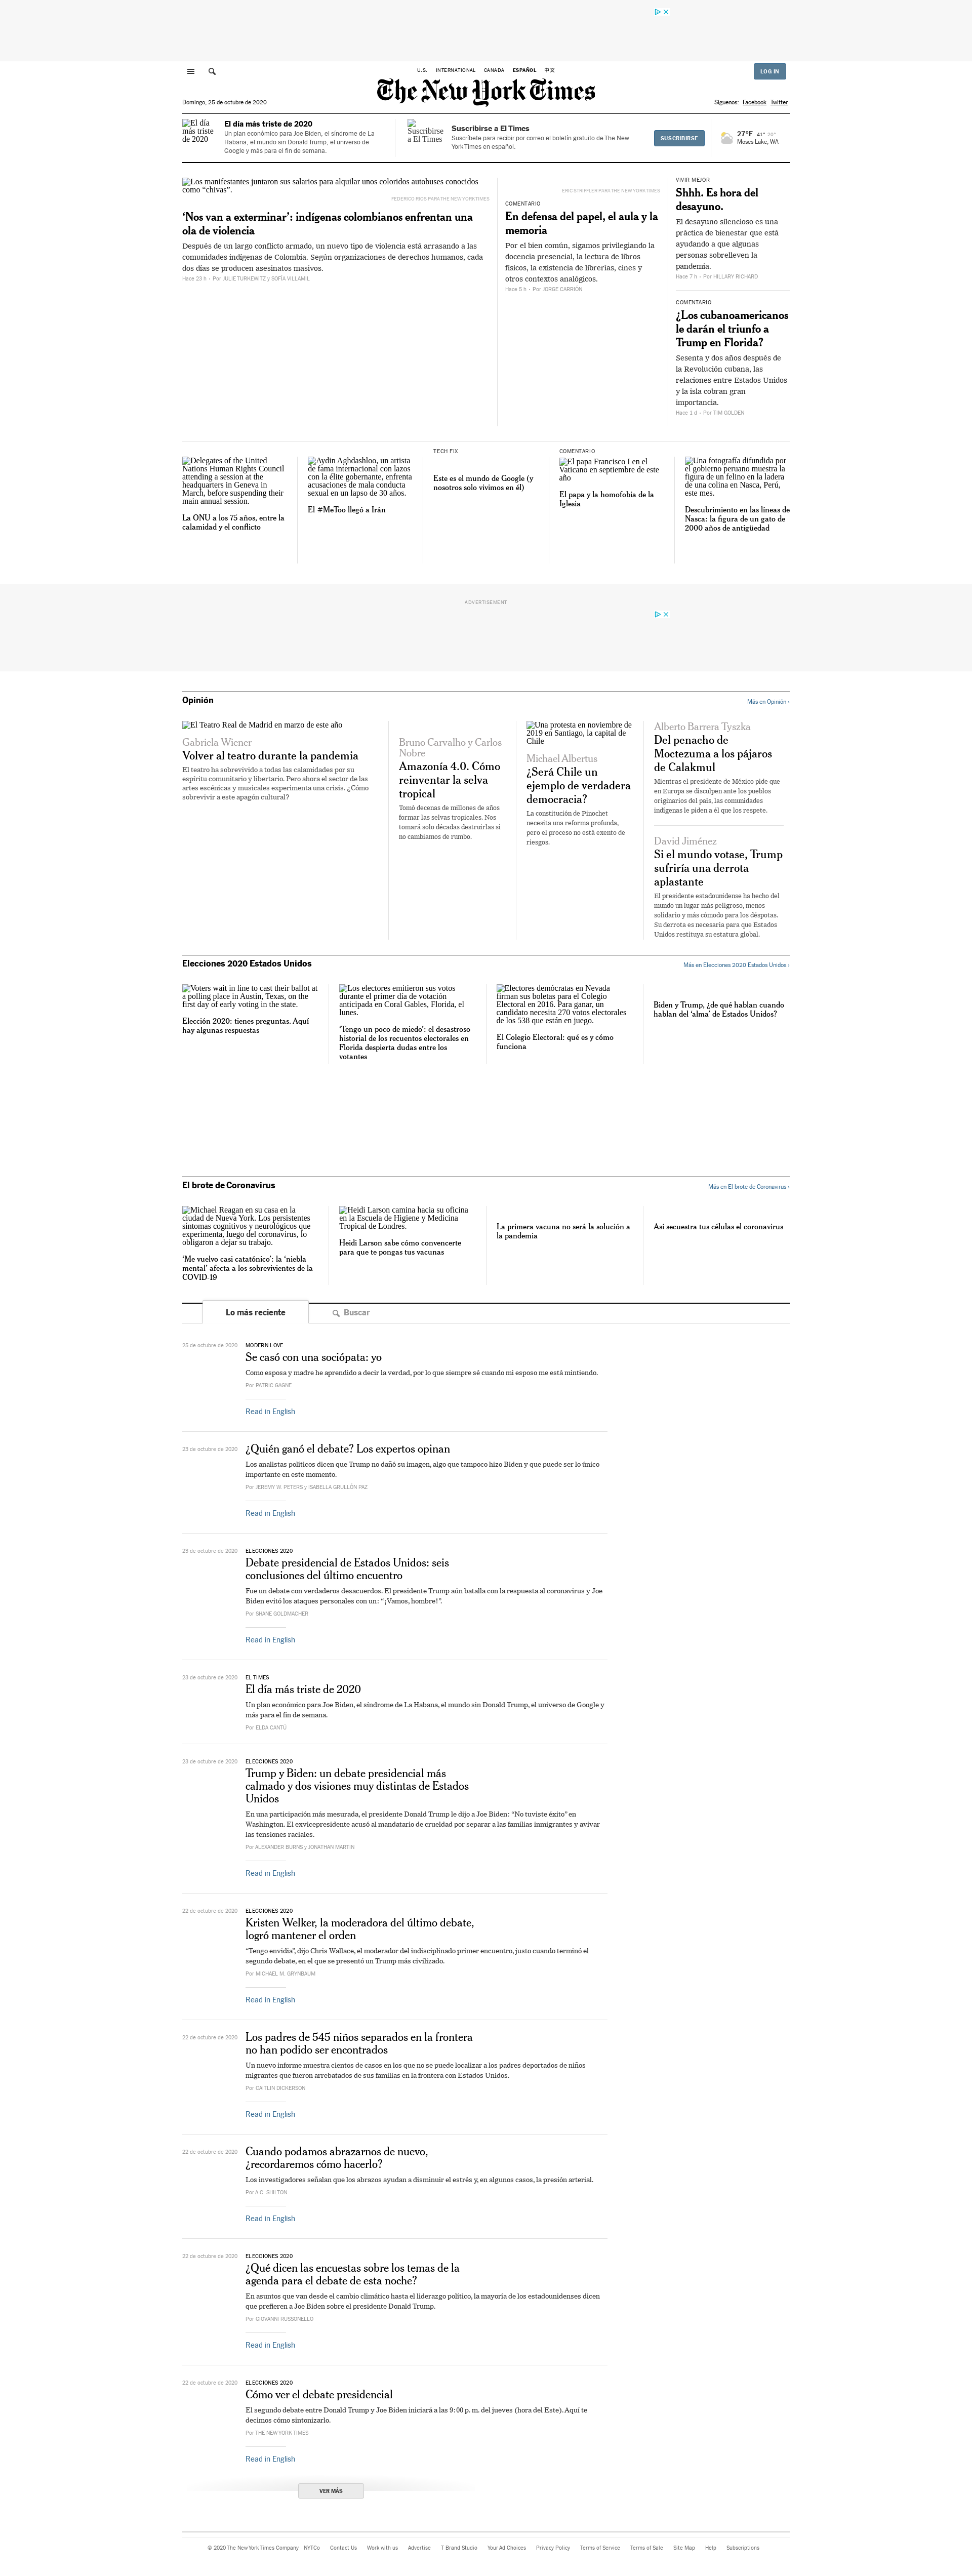 U.S.
INTERNATIONAL
CANADA
ESPAÑOL
中文
LOG IN
The New York Times
Domingo, 25 de octubre de 2020
Síguenos: Facebook Twitter
El día más triste de 2020
El día más triste de 2020
Un plan económico para Joe Biden, el síndrome de La
Habana, el mundo sin Donald Trump, el universo de
Google y más para el fin de semana.
Suscribirse a El Times
Suscribirse a El Times
Suscríbete para recibir por correo el boletín gratuito de The New
York Times en español.
SUSCRIBIRSE
27°F 41° 20°
Moses Lake, WA
Los manifestantes juntaron sus salarios para alquilar unos coloridos autobuses conocidos
como “chivas”.
FEDERICO RIOS PARA THE NEW YORK TIMES
‘Nos van a exterminar’: indígenas colombianos enfrentan una
ola de violencia
Después de un largo conflicto armado, un nuevo tipo de violencia está arrasando a las
comunidades indígenas de Colombia. Según organizaciones de derechos humanos, cada
dos días se producen asesinatos masivos.
Hace 23 h • Por JULIE TURKEWITZ y SOFÍA VILLAMIL
ERIC STRIFFLER PARA THE NEW YORK TIMES
COMENTARIO
En defensa del papel, el aula y la
memoria
Por el bien común, sigamos privilegiando la
docencia presencial, la lectura de libros
físicos, la existencia de librerías, cines y
otros contextos analógicos.
Hace 5 h • Por JORGE CARRIÓN
VIVIR MEJOR
Shhh. Es hora del
desayuno.
El desayuno silencioso es una
práctica de bienestar que está
ayudando a que algunas
personas sobrelleven la
pandemia.
Hace 7 h • Por HILLARY RICHARD
COMENTARIO
¿Los cubanoamericanos
le darán el triunfo a
Trump en Florida?
Sesenta y dos años después de
la Revolución cubana, las
relaciones entre Estados Unidos
y la isla cobran gran
importancia.
Hace 1 d • Por TIM GOLDEN
Delegates of the United
Nations Human Rights Council
attending a session at the
headquarters in Geneva in
March, before suspending their
main annual session.
La ONU a los 75 años, entre la
calamidad y el conflicto
Aydin Aghdashloo, un artista
de fama internacional con lazos
con la élite gobernante, enfrenta
acusaciones de mala conducta
sexual en un lapso de 30 años.
El #MeToo llegó a Irán
TECH FIX
Este es el mundo de Google (y
nosotros solo vivimos en él)
COMENTARIO
El papa Francisco I en el
Vaticano en septiembre de este
año
El papa y la homofobia de la
Iglesia
Una fotografía difundida por
el gobierno peruano muestra la
figura de un felino en la ladera
de una colina en Nasca, Perú,
este mes.
Descubrimiento en las líneas de
Nasca: la figura de un gato de
2000 años de antigüedad
ADVERTISEMENT
Opinión
Más en Opinión ›
El Teatro Real de Madrid en marzo de este año
Gabriela Wiener
Volver al teatro durante la pandemia
El teatro ha sobrevivido a todas las calamidades por su
espíritu comunitario y libertario. Pero ahora el sector de las
artes escénicas y musicales experimenta una crisis. ¿Cómo
sobrevivir a este apagón cultural?
Bruno Carvalho y Carlos
Nobre
Amazonía 4.0. Cómo
reinventar la selva
tropical
Tomó decenas de millones de años
formar las selvas tropicales. Nos
tomará solo décadas destruirlas si
no cambiamos de rumbo.
Una protesta en noviembre de
2019 en Santiago, la capital de
Chile
Michael Albertus
¿Será Chile un
ejemplo de verdadera
democracia?
La constitución de Pinochet
necesita una reforma profunda,
pero el proceso no está exento de
riesgos.
Alberto Barrera Tyszka
Del penacho de
Moctezuma a los pájaros
de Calakmul
Mientras el presidente de México pide que
en Europa se disculpen ante los pueblos
originarios del país, las comunidades
indígenas le piden a él que los respete.
David Jiménez
Si el mundo votase, Trump
sufriría una derrota
aplastante
El presidente estadounidense ha hecho del
mundo un lugar más peligroso, menos
solidario y más cómodo para los déspotas.
Su derrota es necesaria para que Estados
Unidos restituya su estatura global.
Elecciones 2020 Estados Unidos
Más en Elecciones 2020 Estados Unidos ›
Voters wait in line to cast their ballot at
a polling place in Austin, Texas, on the
first day of early voting in the state.
Elección 2020: tienes preguntas. Aquí
hay algunas respuestas
Los electores emitieron sus votos
durante el primer día de votación
anticipada en Coral Gables, Florida, el
lunes.
‘Tengo un poco de miedo’: el desastroso
historial de los recuentos electorales en
Florida despierta dudas entre los
votantes
Electores demócratas en Nevada
firman sus boletas para el Colegio
Electoral en 2016. Para ganar, un
candidato necesita 270 votos electorales
de los 538 que están en juego.
El Colegio Electoral: qué es y cómo
funciona
Biden y Trump, ¿de qué hablan cuando
hablan del ‘alma’ de Estados Unidos?
El brote de Coronavirus
Más en El brote de Coronavirus ›
Michael Reagan en su casa en la
ciudad de Nueva York. Los persistentes
síntomas cognitivos y neurológicos que
experimenta, luego del coronavirus, lo
obligaron a dejar su trabajo.
‘Me vuelvo casi catatónico’: la ‘niebla
mental’ afecta a los sobrevivientes de la
COVID-19
Heidi Larson camina hacia su oficina
en la Escuela de Higiene y Medicina
Tropical de Londres.
Heidi Larson sabe cómo convencerte
para que te pongas tus vacunas
La primera vacuna no será la solución a
la pandemia
Así secuestra tus células el coronavirus
Lo más reciente
Buscar
25 de octubre de 2020
MODERN LOVE
Se casó con una sociópata: yo
Como esposa y madre he aprendido a decir la verdad, por lo que siempre sé cuando mi esposo me está mintiendo.
Por PATRIC GAGNE
Read in English
23 de octubre de 2020
¿Quién ganó el debate? Los expertos opinan
Los analistas políticos dicen que Trump no dañó su imagen, algo que tampoco hizo Biden y que puede ser lo único
importante en este momento.
Por JEREMY W. PETERS y ISABELLA GRULLÓN PAZ
Read in English
23 de octubre de 2020
ELECCIONES 2020
Debate presidencial de Estados Unidos: seis
conclusiones del último encuentro
Fue un debate con verdaderos desacuerdos. El presidente Trump aún batalla con la respuesta al coronavirus y Joe
Biden evitó los ataques personales con un: “¡Vamos, hombre!”.
Por SHANE GOLDMACHER
Read in English
23 de octubre de 2020
EL TIMES
El día más triste de 2020
Un plan económico para Joe Biden, el síndrome de La Habana, el mundo sin Donald Trump, el universo de Google y
más para el fin de semana.
Por ELDA CANTÚ
23 de octubre de 2020
ELECCIONES 2020
Trump y Biden: un debate presidencial más
calmado y dos visiones muy distintas de Estados
Unidos
En una participación más mesurada, el presidente Donald Trump le dijo a Joe Biden: “No tuviste éxito” en
Washington. El exvicepresidente acusó al mandatario de crueldad por separar a las familias inmigrantes y avivar
las tensiones raciales.
Por ALEXANDER BURNS y JONATHAN MARTIN
Read in English
22 de octubre de 2020
ELECCIONES 2020
Kristen Welker, la moderadora del último debate,
logró mantener el orden
“Tengo envidia”, dijo Chris Wallace, el moderador del indisciplinado primer encuentro, justo cuando terminó el
segundo debate, en el que se presentó un Trump más civilizado.
Por MICHAEL M. GRYNBAUM
Read in English
22 de octubre de 2020
Los padres de 545 niños separados en la frontera
no han podido ser encontrados
Un nuevo informe muestra cientos de casos en los que no se puede localizar a los padres deportados de niños
migrantes que fueron arrebatados de sus familias en la frontera con Estados Unidos.
Por CAITLIN DICKERSON
Read in English
22 de octubre de 2020
Cuando podamos abrazarnos de nuevo,
¿recordaremos cómo hacerlo?
Los investigadores señalan que los abrazos ayudan a disminuir el estrés y, en algunos casos, la presión arterial.
Por A.C. SHILTON
Read in English
22 de octubre de 2020
ELECCIONES 2020
¿Qué dicen las encuestas sobre los temas de la
agenda para el debate de esta noche?
En asuntos que van desde el cambio climático hasta el liderazgo político, la mayoría de los estadounidenses dicen
que prefieren a Joe Biden sobre el presidente Donald Trump.
Por GIOVANNI RUSSONELLO
Read in English
22 de octubre de 2020
ELECCIONES 2020
Cómo ver el debate presidencial
El segundo debate entre Donald Trump y Joe Biden iniciará a las 9:00 p. m. del jueves (hora del Este). Aquí te
decimos cómo sintonizarlo.
Por THE NEW YORK TIMES
Read in English
VER MÁS
© 2020 The New York Times Company NYTCo Contact Us Work with us Advertise T Brand Studio Your Ad Choices Privacy Policy Terms of Service Terms of Sale Site Map Help Subscriptions